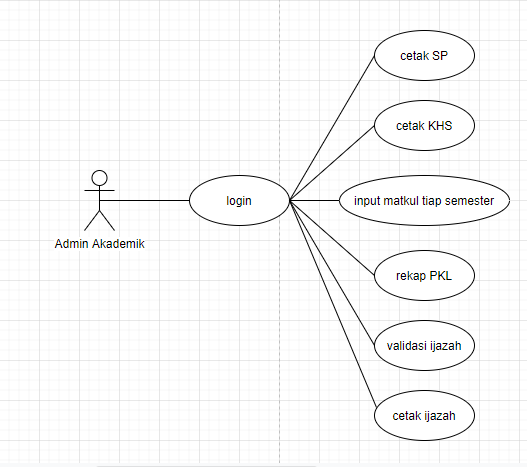 cetak SP
cetak KHS
login
input matkul tiap semester
Admin Akademik
rekap PKL
validasi ijazah
cetak ijazah